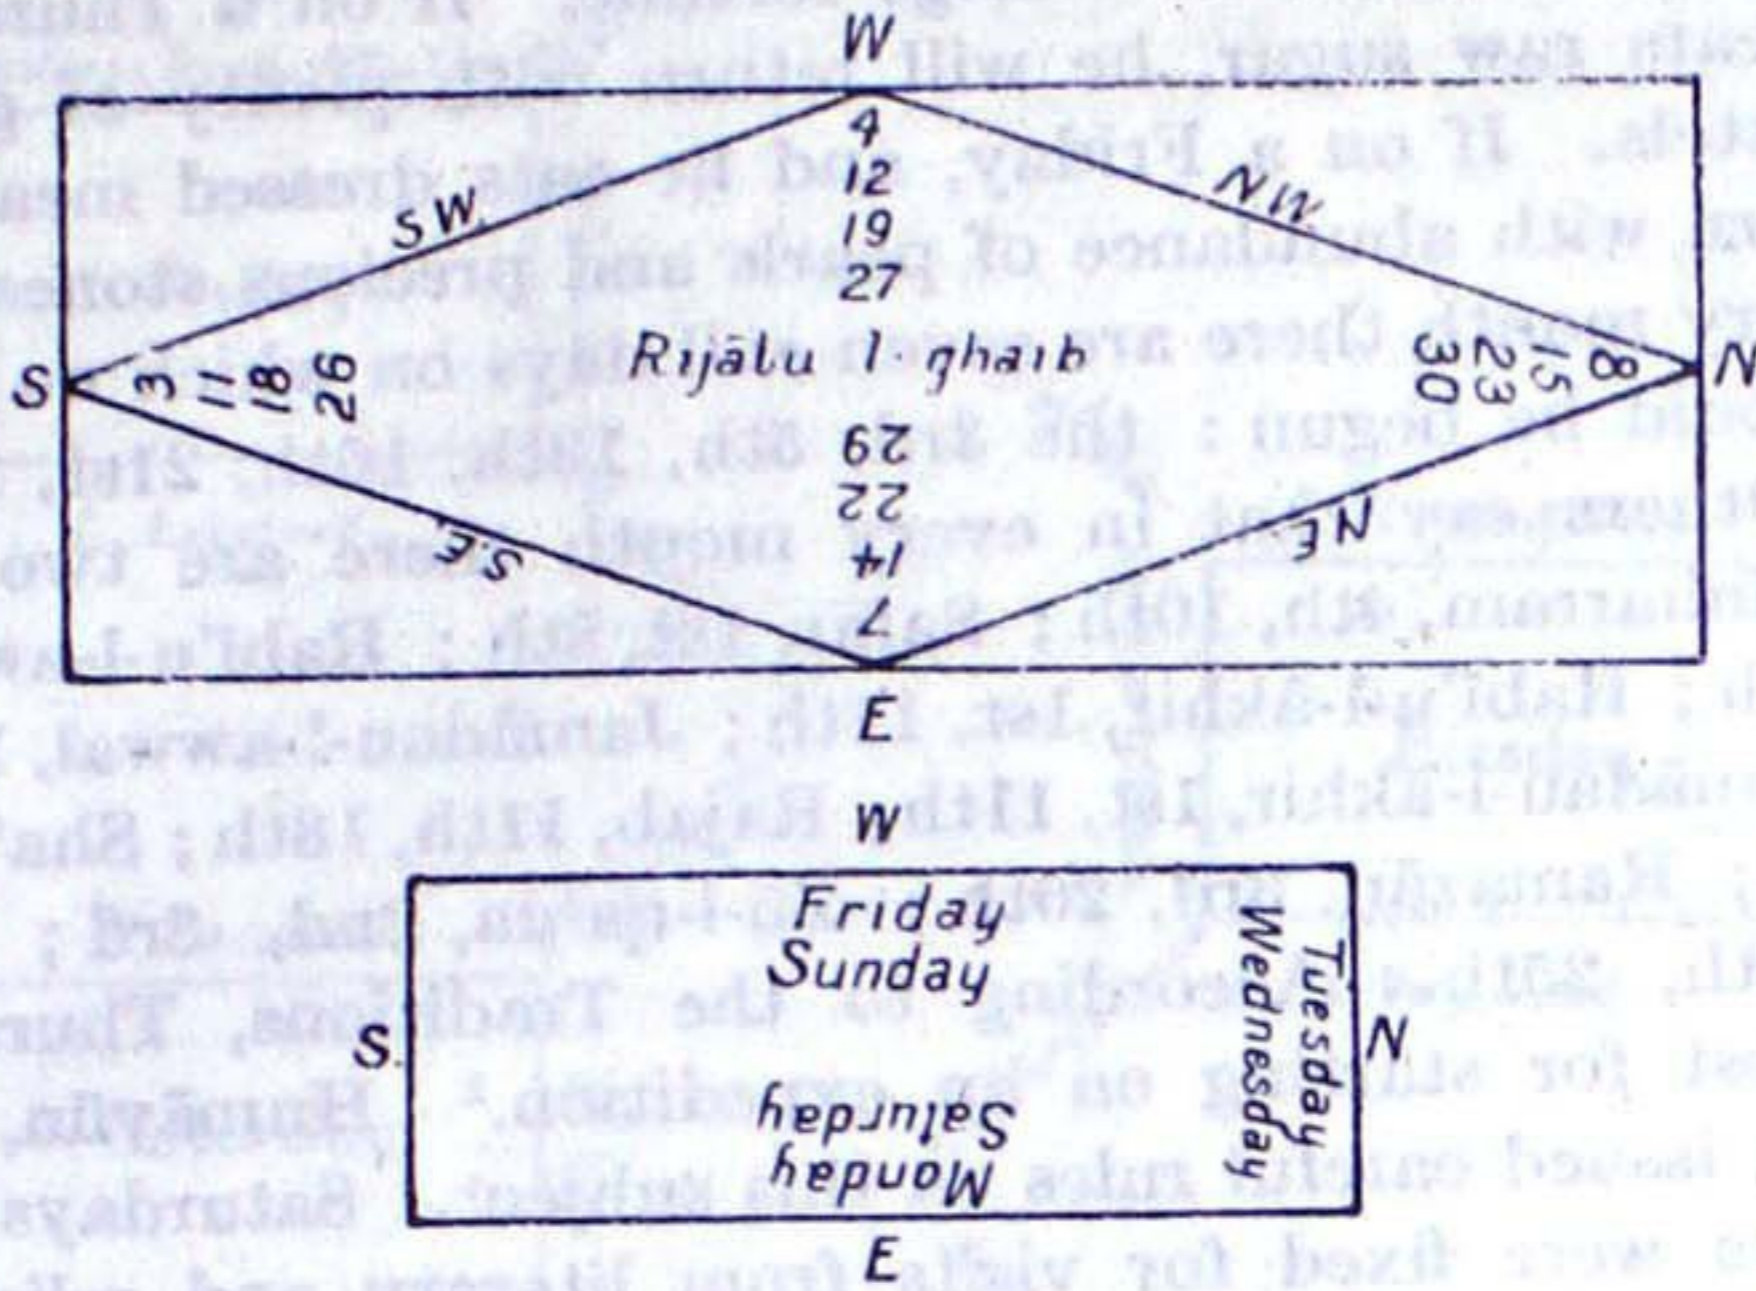 W
4
12
19
27
SW
NW
S
3
11
18
26
Rijālu l·ghaib
30
23
15
8
N
29
22
14
7
S.E
NE
E
W
Friday
Sunday
Tuesday
Wednesday
S.
N
Saturday
Monday
E